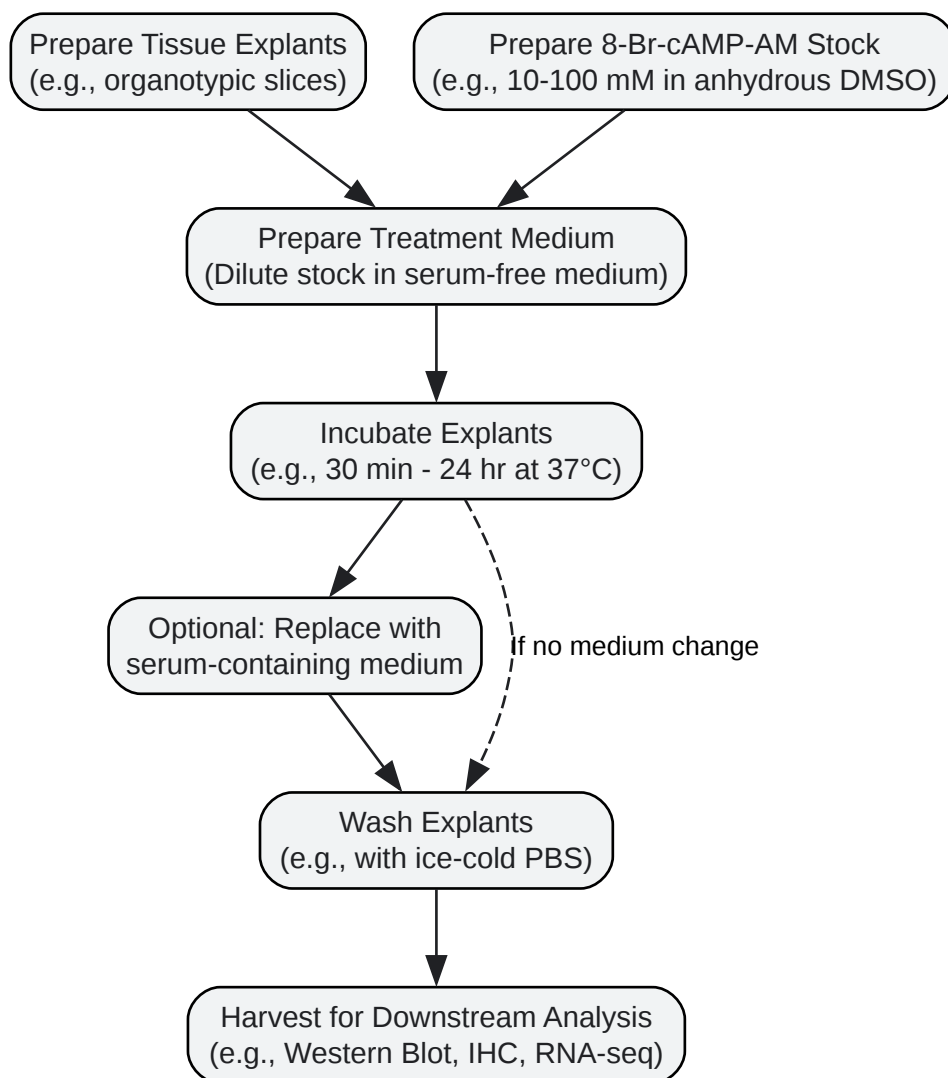 Prepare Tissue Explants
(e.g., organotypic slices)
Prepare 8-Br-cAMP-AM Stock
(e.g., 10-100 mM in anhydrous DMSO)
Prepare Treatment Medium
(Dilute stock in serum-free medium)
Incubate Explants
(e.g., 30 min - 24 hr at 37°C)
Optional: Replace with
serum-containing medium
If no medium change
Wash Explants
(e.g., with ice-cold PBS)
Harvest for Downstream Analysis
(e.g., Western Blot, IHC, RNA-seq)